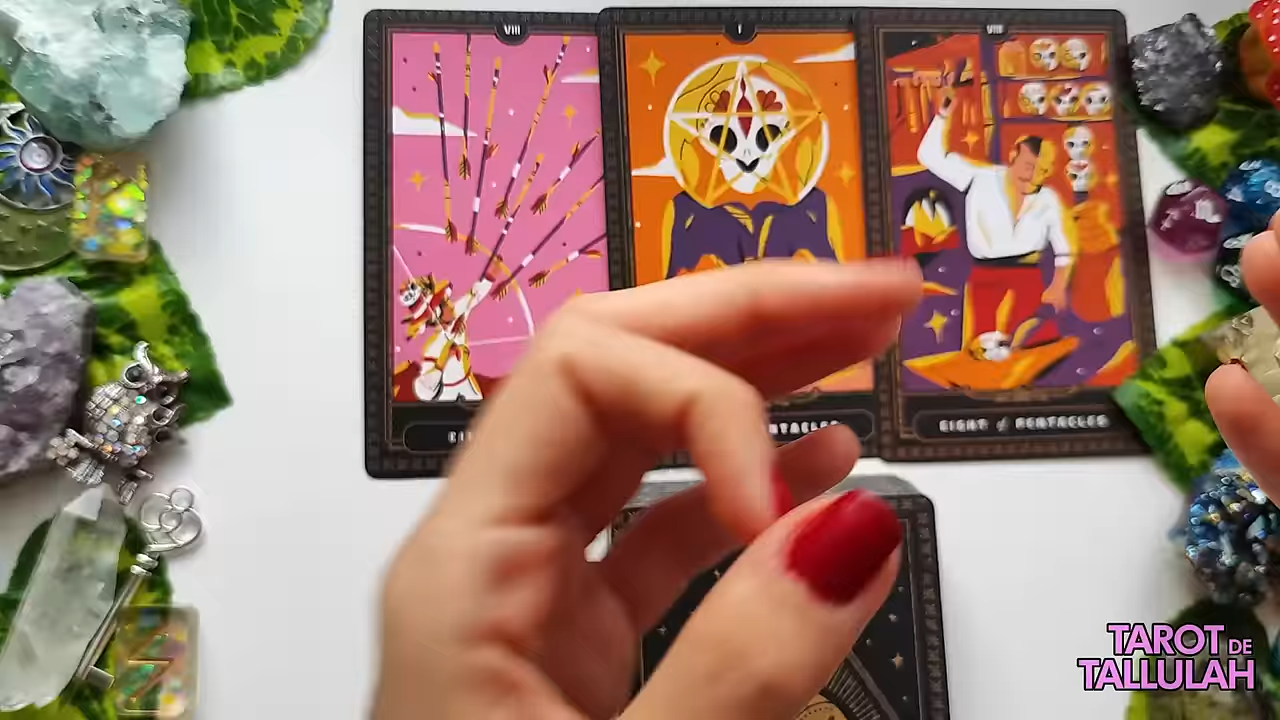 VIII
I
VIII
EIGHT of PENTACLES
TAROT DE
TALLULAH